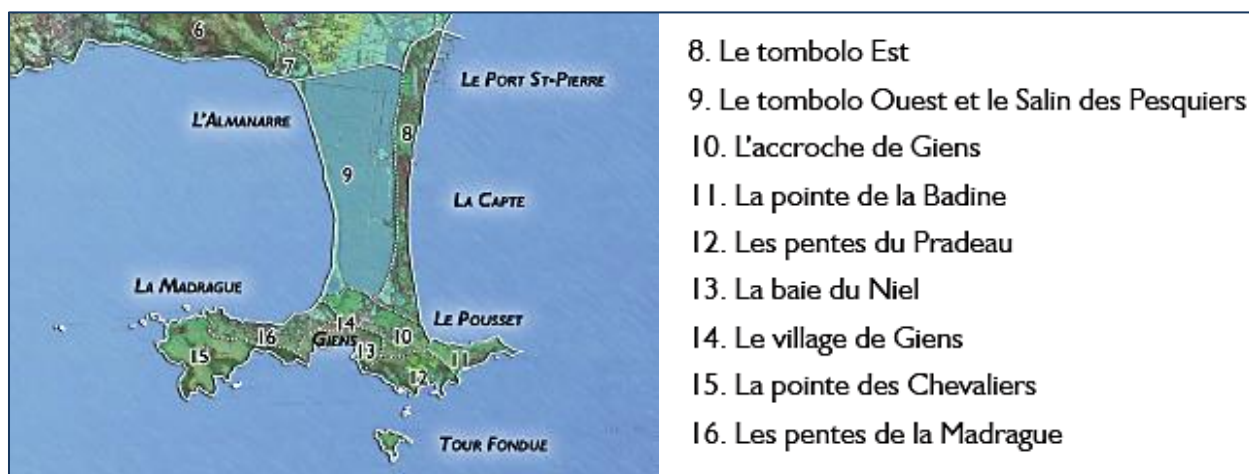 6
7
L'ALMANARRE
LE PORT ST-PIERRE
8
9
LA CAPTE
LA MADRAGUE
LE POUSSET
14
10
16
GIENS
13
15
11
12
TOUR FONDUE
8. Le tombolo Est
9. Le tombolo Ouest et le Salin des Pesquiers
10. L'accroche de Giens
11. La pointe de la Badine
12. Les pentes du Pradeau
13. La baie du Niel
14. Le village de Giens
15. La pointe des Chevaliers
16. Les pentes de la Madrague